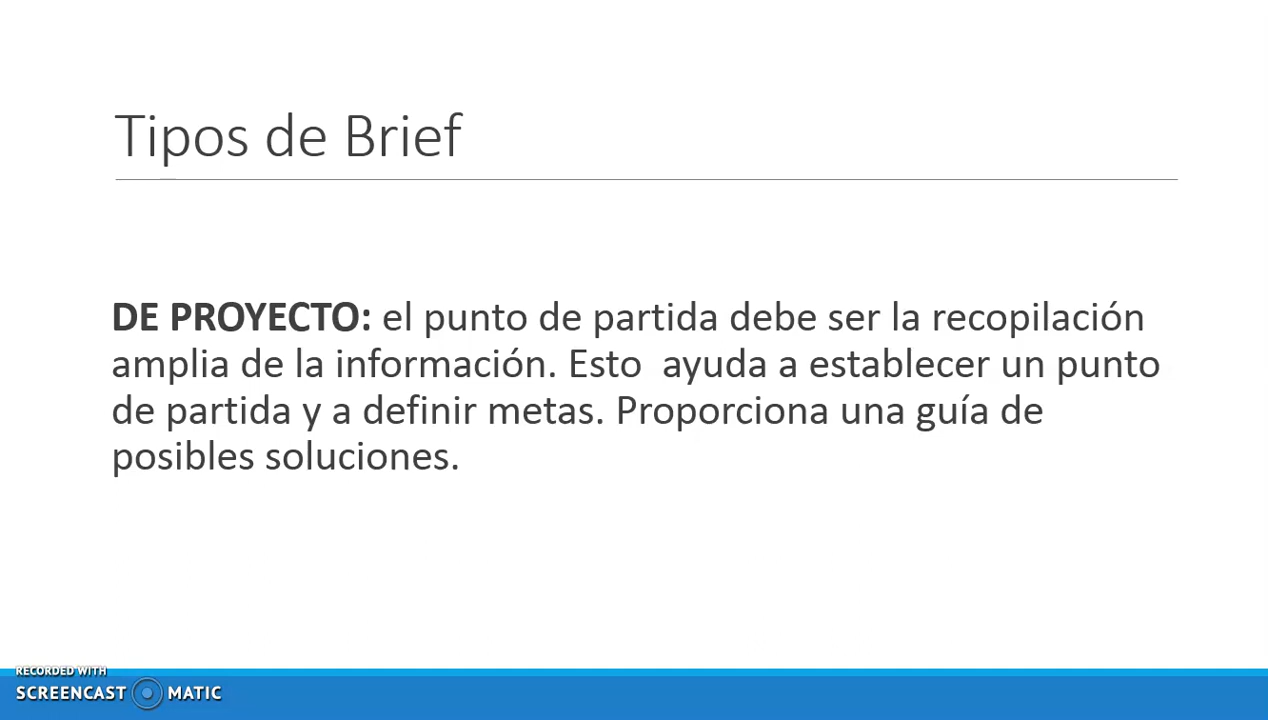 Tipos de Brief
DE PROYECTO: el punto de partida debe ser la recopilación
amplia de la información. Esto  ayuda a establecer un punto
de partida y a definir metas. Proporciona una guía de
posibles soluciones.
RECORDED WITH
SCREENCAST MATIC